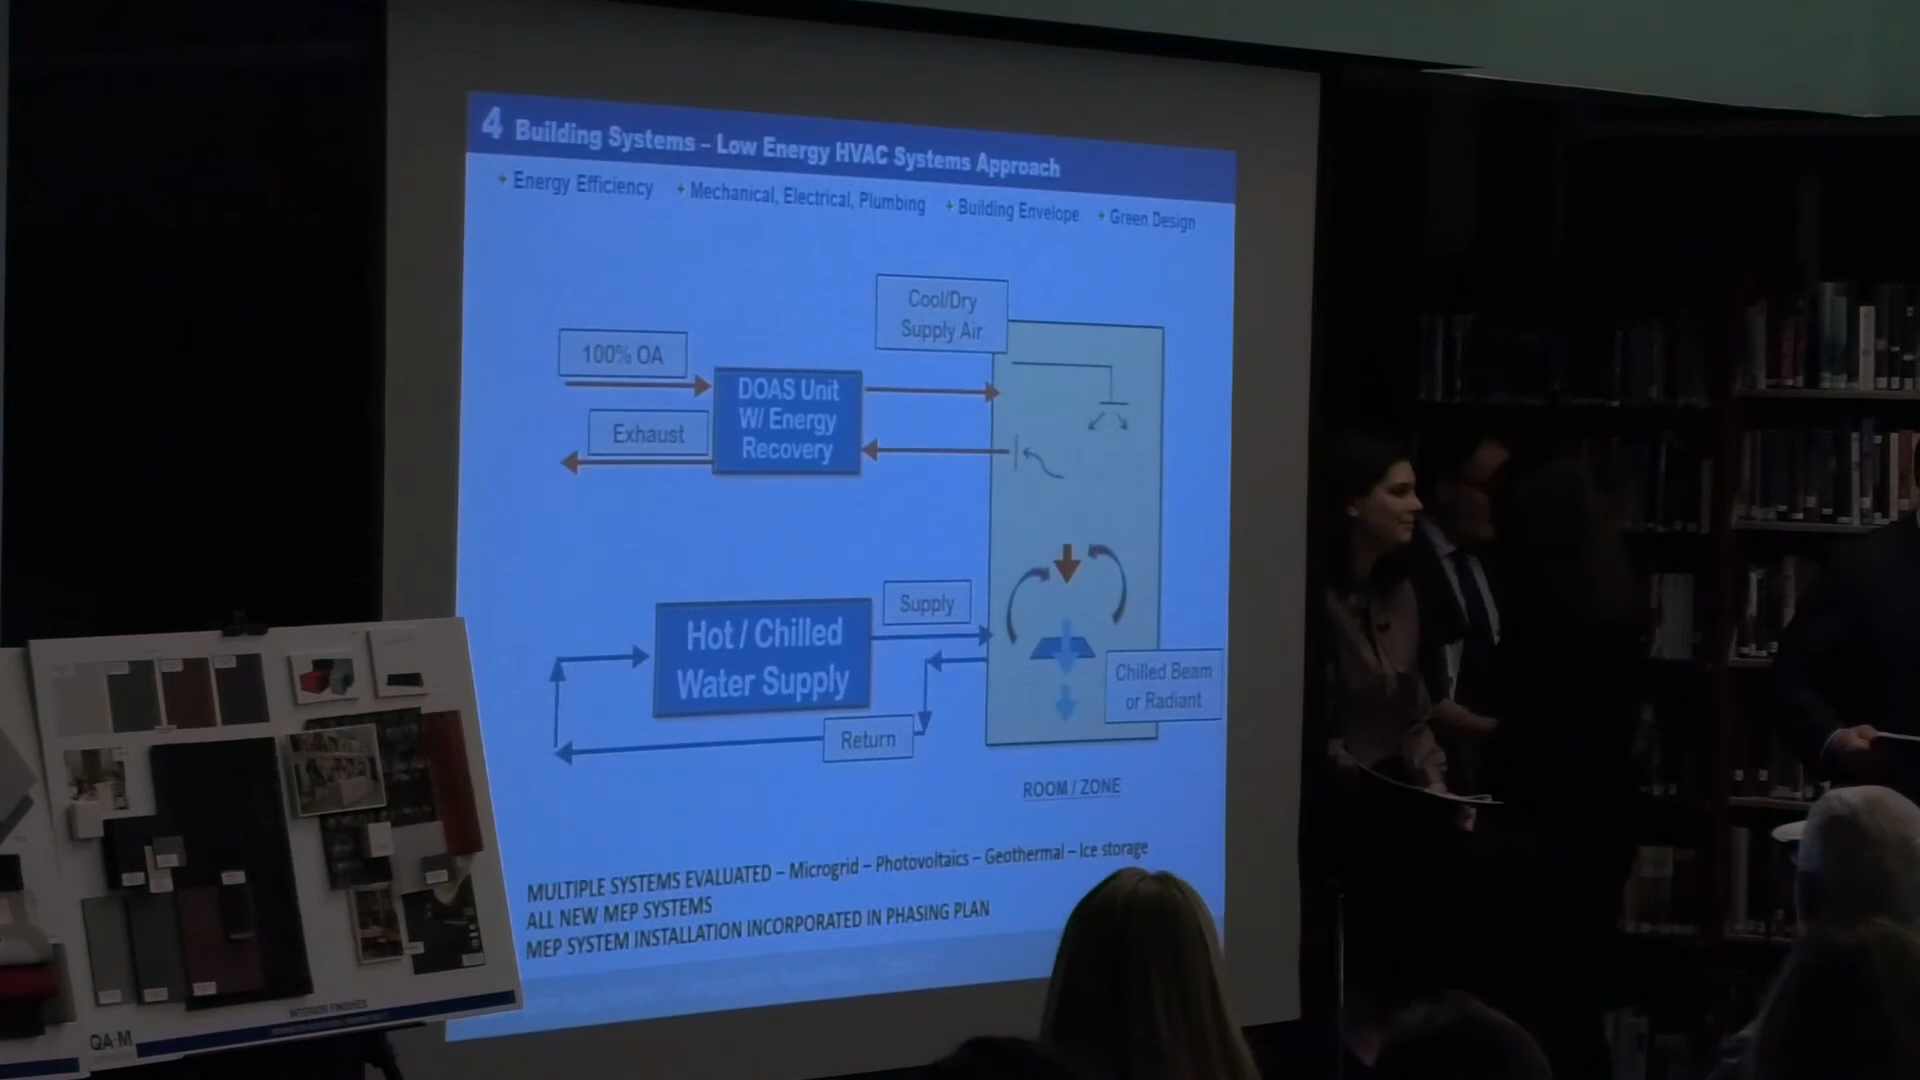 4 Building Systems – Low Energy HVAC Systems Approach
+ Energy Efficiency + Mechanical, Electrical, Plumbing + Building Envelope + Green Design
Cool/Dry
Supply Air
100% OA
DOAS Unit
W/ Energy
Recovery
Exhaust
Supply
Hot / Chilled
Water Supply
Chilled Beam
or Radiant
Return
ROOM / ZONE
MULTIPLE SYSTEMS EVALUATED – Microgrid – Photovoltaics – Geothermal – Ice storage
ALL NEW MEP SYSTEMS
MEP SYSTEM INSTALLATION INCORPORATED IN PHASING PLAN
INTERIOR FINISHES
QA+M